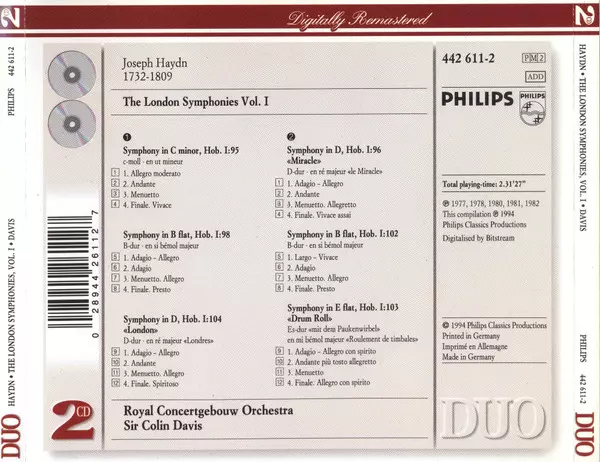 2
PHILIPS 442 611-2
HAYDN • THE LONDON SYMPHONIES, VOL. I • DAVIS
DUO
Digitally Remastered
Joseph Haydn
1732-1809
The London Symphonies Vol. I
1
Symphony in C minor, Hob. I:95
c-moll · en ut mineur
1 1. Allegro moderato
2 2. Andante
3 3. Menuetto
4 4. Finale. Vivace
Symphony in B flat, Hob. I:98
B-dur · en si bémol majeur
5 1. Adagio – Allegro
6 2. Adagio
7 3. Menuetto. Allegro
8 4. Finale. Presto
Symphony in D, Hob. I:104
«London»
D-dur · en ré majeur «Londres»
9 1. Adagio – Allegro
10 2. Andante
11 3. Menuetto. Allegro
12 4. Finale. Spiritoso
2
Symphony in D, Hob. I:96
«Miracle»
D-dur · en ré majeur «le Miracle»
1 1. Adagio – Allegro
2 2. Andante
3 3. Menuetto. Allegretto
4 4. Finale. Vivace assai
Symphony in B flat, Hob. I:102
B-dur · en si bémol majeur
5 1. Largo – Vivace
6 2. Adagio
7 3. Menuetto. Allegro
8 4. Finale. Presto
Symphony in E flat, Hob. I:103
«Drum Roll»
Es-dur «mit dem Paukenwirbel»
en mi bémol majeur «Roulement de timbales»
9 1. Adagio – Allegro con spirito
10 2. Andante più tosto allegretto
11 3. Menuetto
12 4. Finale. Allegro con spirito
Royal Concertgebouw Orchestra
Sir Colin Davis
0 28944 26112 7
2 CD
442 611-2
P|M|2
ADD
PHILIPS
PHILIPS
Total playing-time: 2.31'27"
℗ 1977, 1978, 1980, 1981, 1982
This compilation ℗ 1994
Philips Classics Productions
Digitalised by Bitstream
© 1994 Philips Classics Productions
Printed in Germany
Imprimé en Allemagne
Made in Germany
DUO
2
HAYDN • THE LONDON SYMPHONIES, VOL. I • DAVIS
PHILIPS 442 611-2
DUO